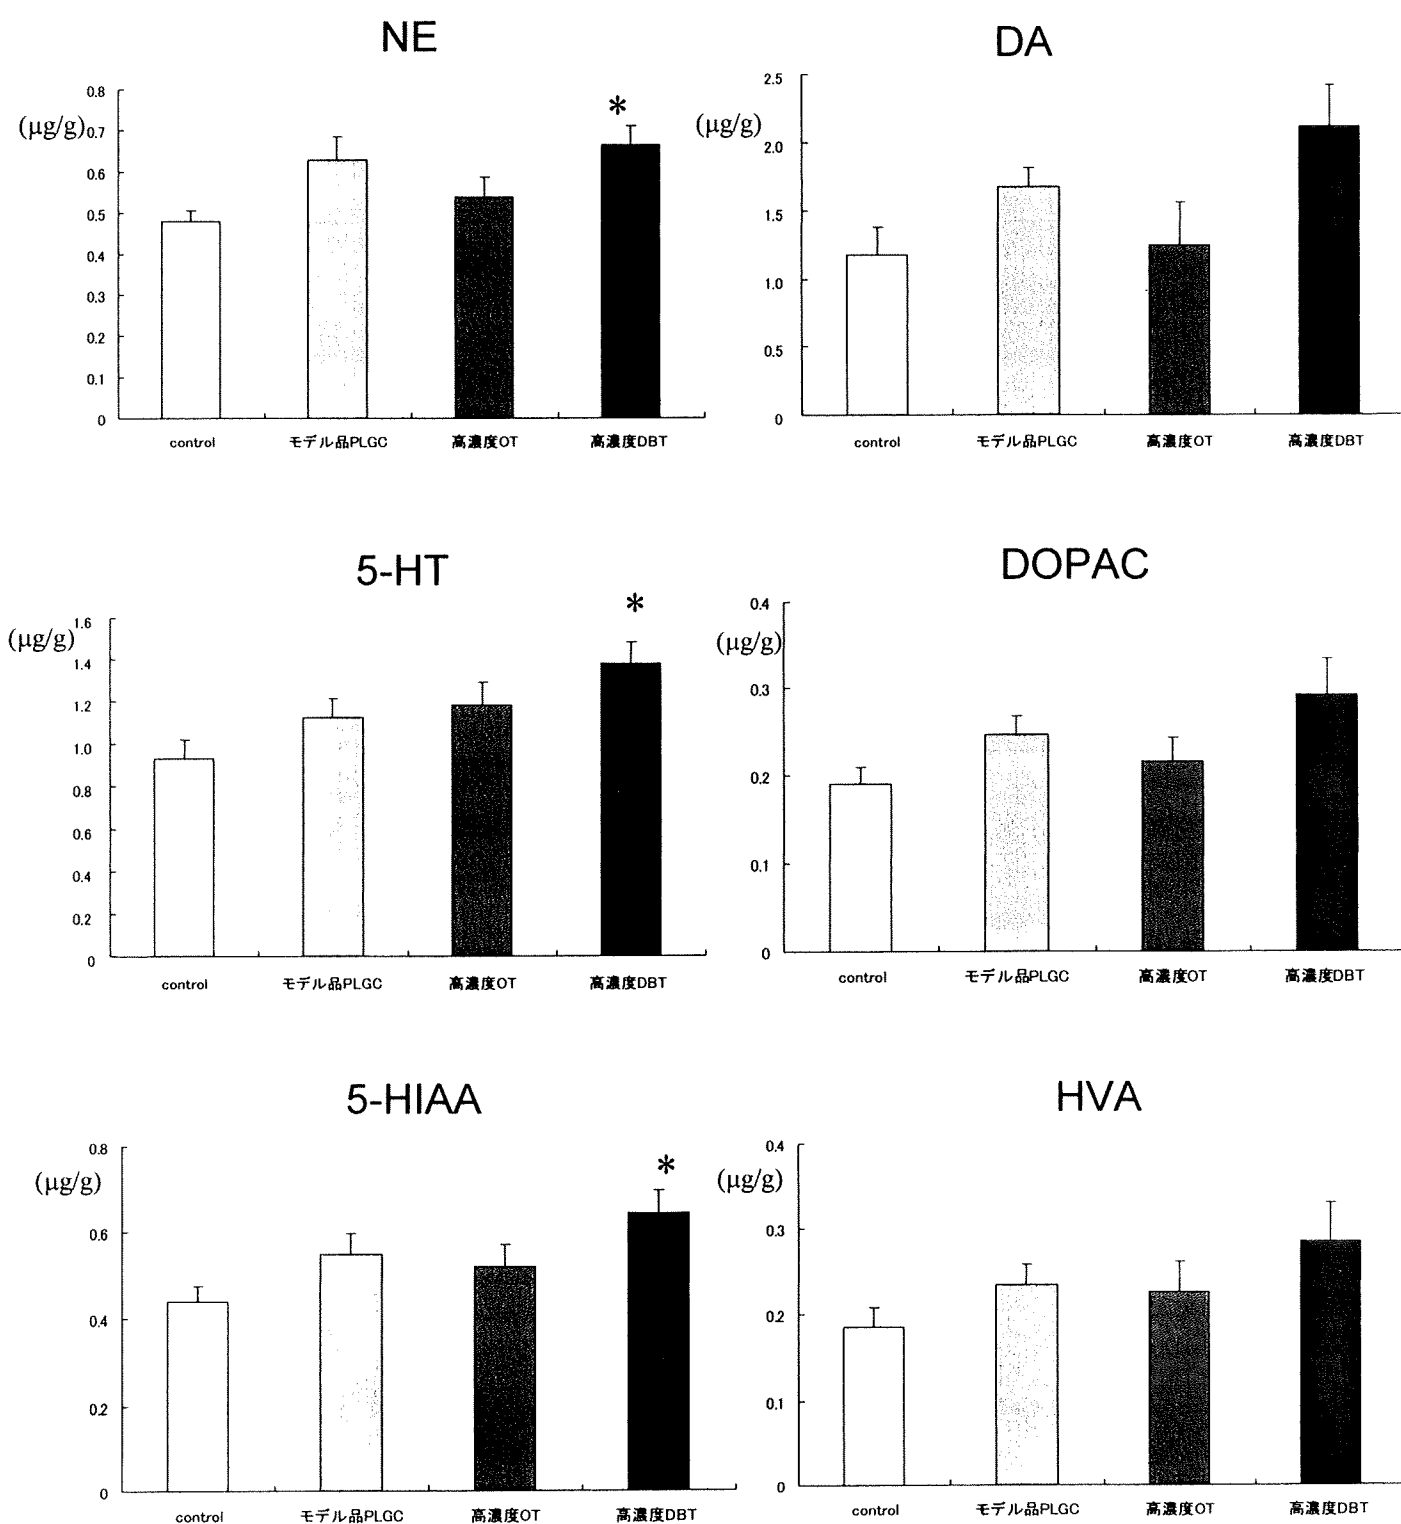 NE
(μg/g)
0.8
0.7
0.6
0.5
0.4
0.3
0.2
0.1
0
*
control
モデル品PLGC
高濃度OT
高濃度DBT
DA
(μg/g)
2.5
2.0
1.5
1.0
0.5
0
control
モデル品PLGC
高濃度OT
高濃度DBT
5-HT
(μg/g)
1.6
1.4
1.2
1.0
0.8
0.6
0.4
0.2
0
*
control
モデル品PLGC
高濃度OT
高濃度DBT
DOPAC
(μg/g)
0.4
0.3
0.2
0.1
0
control
モデル品PLGC
高濃度OT
高濃度DBT
5-HIAA
(μg/g)
0.8
0.6
0.4
0.2
0
*
control
モデル品PLGC
高濃度OT
高濃度DBT
HVA
(μg/g)
0.4
0.3
0.2
0.1
0
control
モデル品PLGC
高濃度OT
高濃度DBT